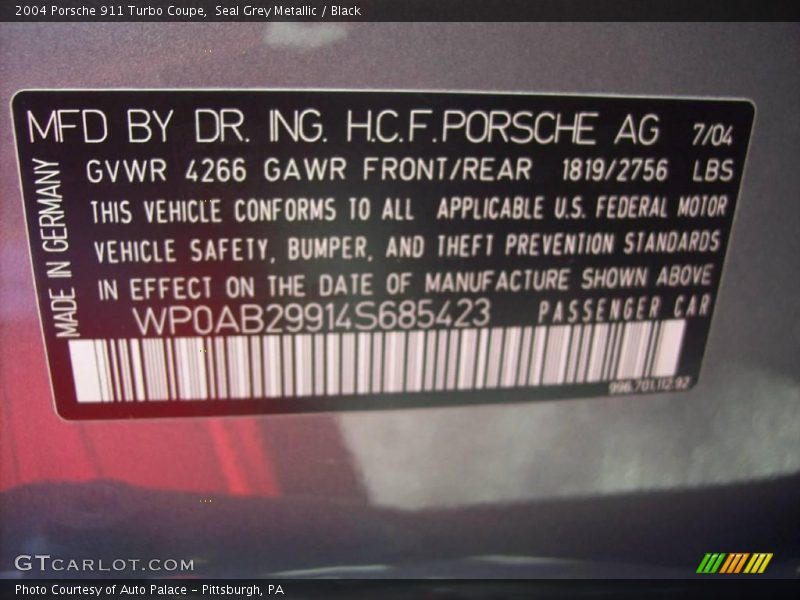 2004 Porsche 911 Turbo Coupe,  Seal Grey Metallic / Black
MFD BY DR. ING. H.C.F.PORSCHE AG 7/04
GVWR 4266 GAWR FRONT/REAR 1819/2756 LBS
THIS VEHICLE CONFORMS TO ALL APPLICABLE U.S. FEDERAL MOTOR
VEHICLE SAFETY, BUMPER, AND THEFT PREVENTION STANDARDS
IN EFFECT ON THE DATE OF MANUFACTURE SHOWN ABOVE
WP0AB29914S685423 PASSENGER CAR
MADE IN GERMANY
996.701.112.92
GTCARLOT.COM
Photo Courtesy of Auto Palace - Pittsburgh, PA